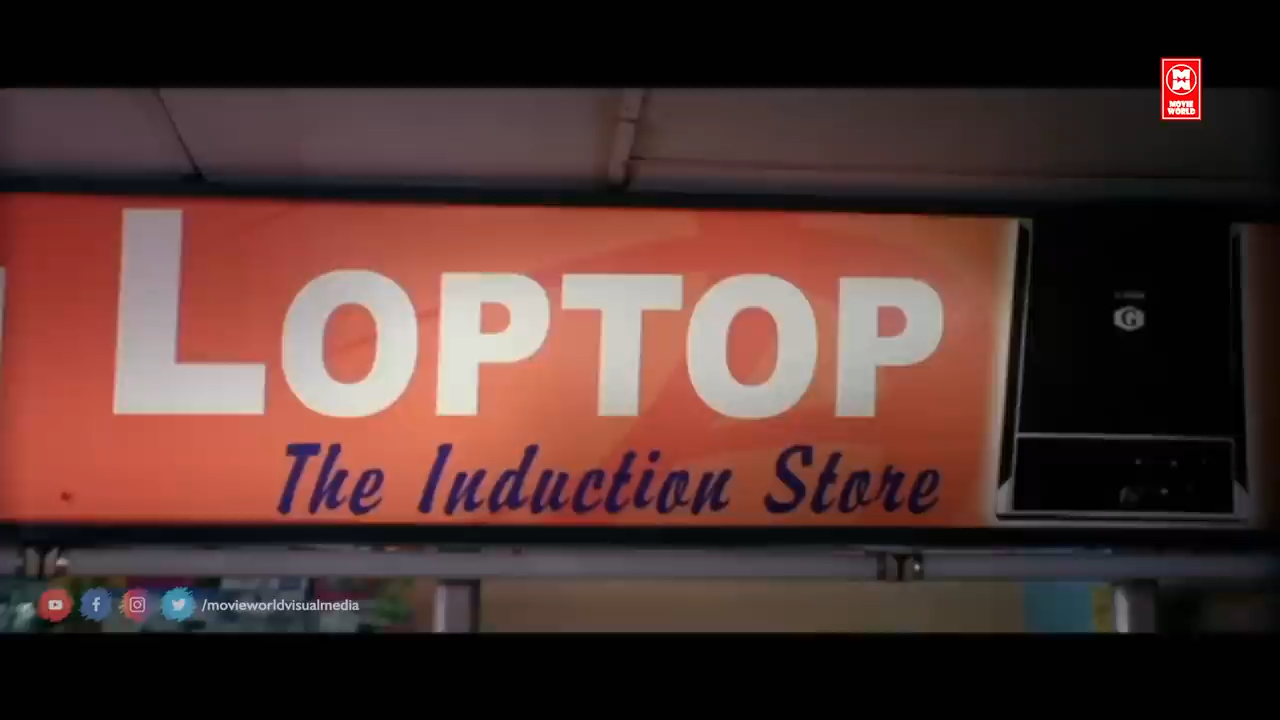 MOVIE
WORLD
LOPTOP
The Induction Store
G
/movieworldvisualmedia